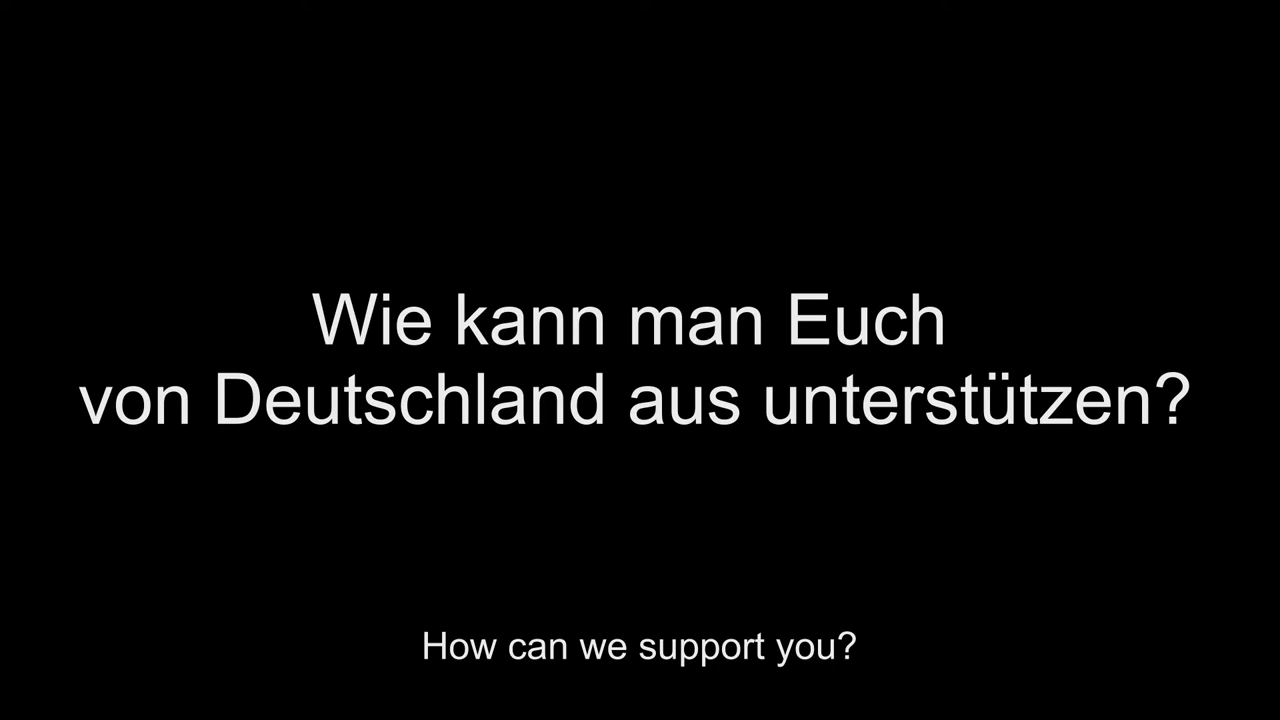 Wie kann man Euch
von Deutschland aus unterstützen?
How can we support you?